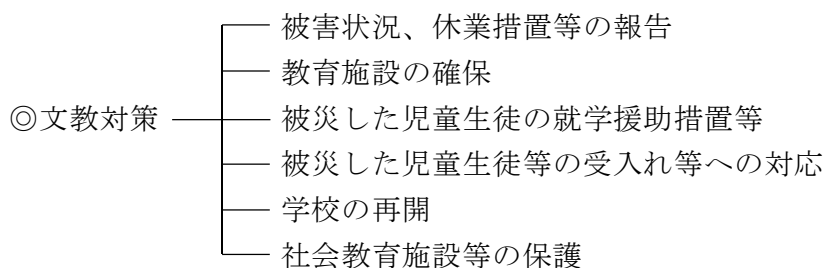 被害状況、休業措置等の報告
教育施設の確保
◎文教対策
被災した児童生徒の就学援助措置等
被災した児童生徒等の受入れ等への対応
学校の再開
社会教育施設等の保護